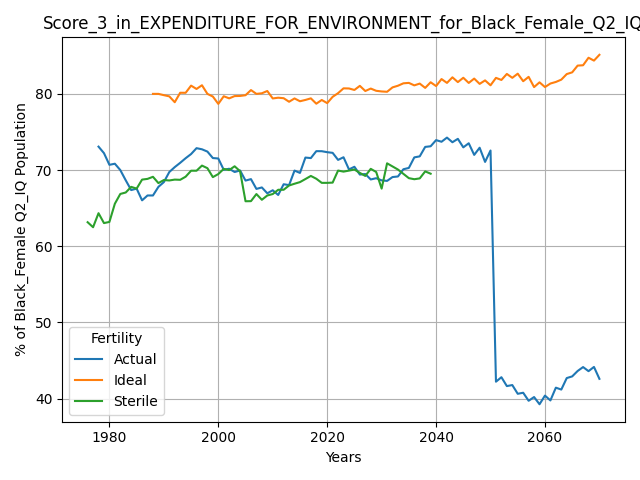 Score_3_in_EXPENDITURE_FOR_ENVIRONMENT_for_Black_Female_Q2_IQ
% of Black_Female Q2_IQ Population
80
70
60
50
40
Fertility
Actual
Ideal
Sterile
1980
2000
2020
2040
2060
Years